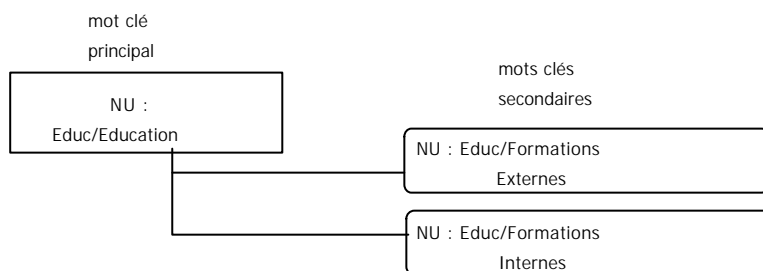 mot clé
principal
NU :
Educ/Education
mots clés
secondaires
NU : Educ/Formations
Externes
NU : Educ/Formations
Internes